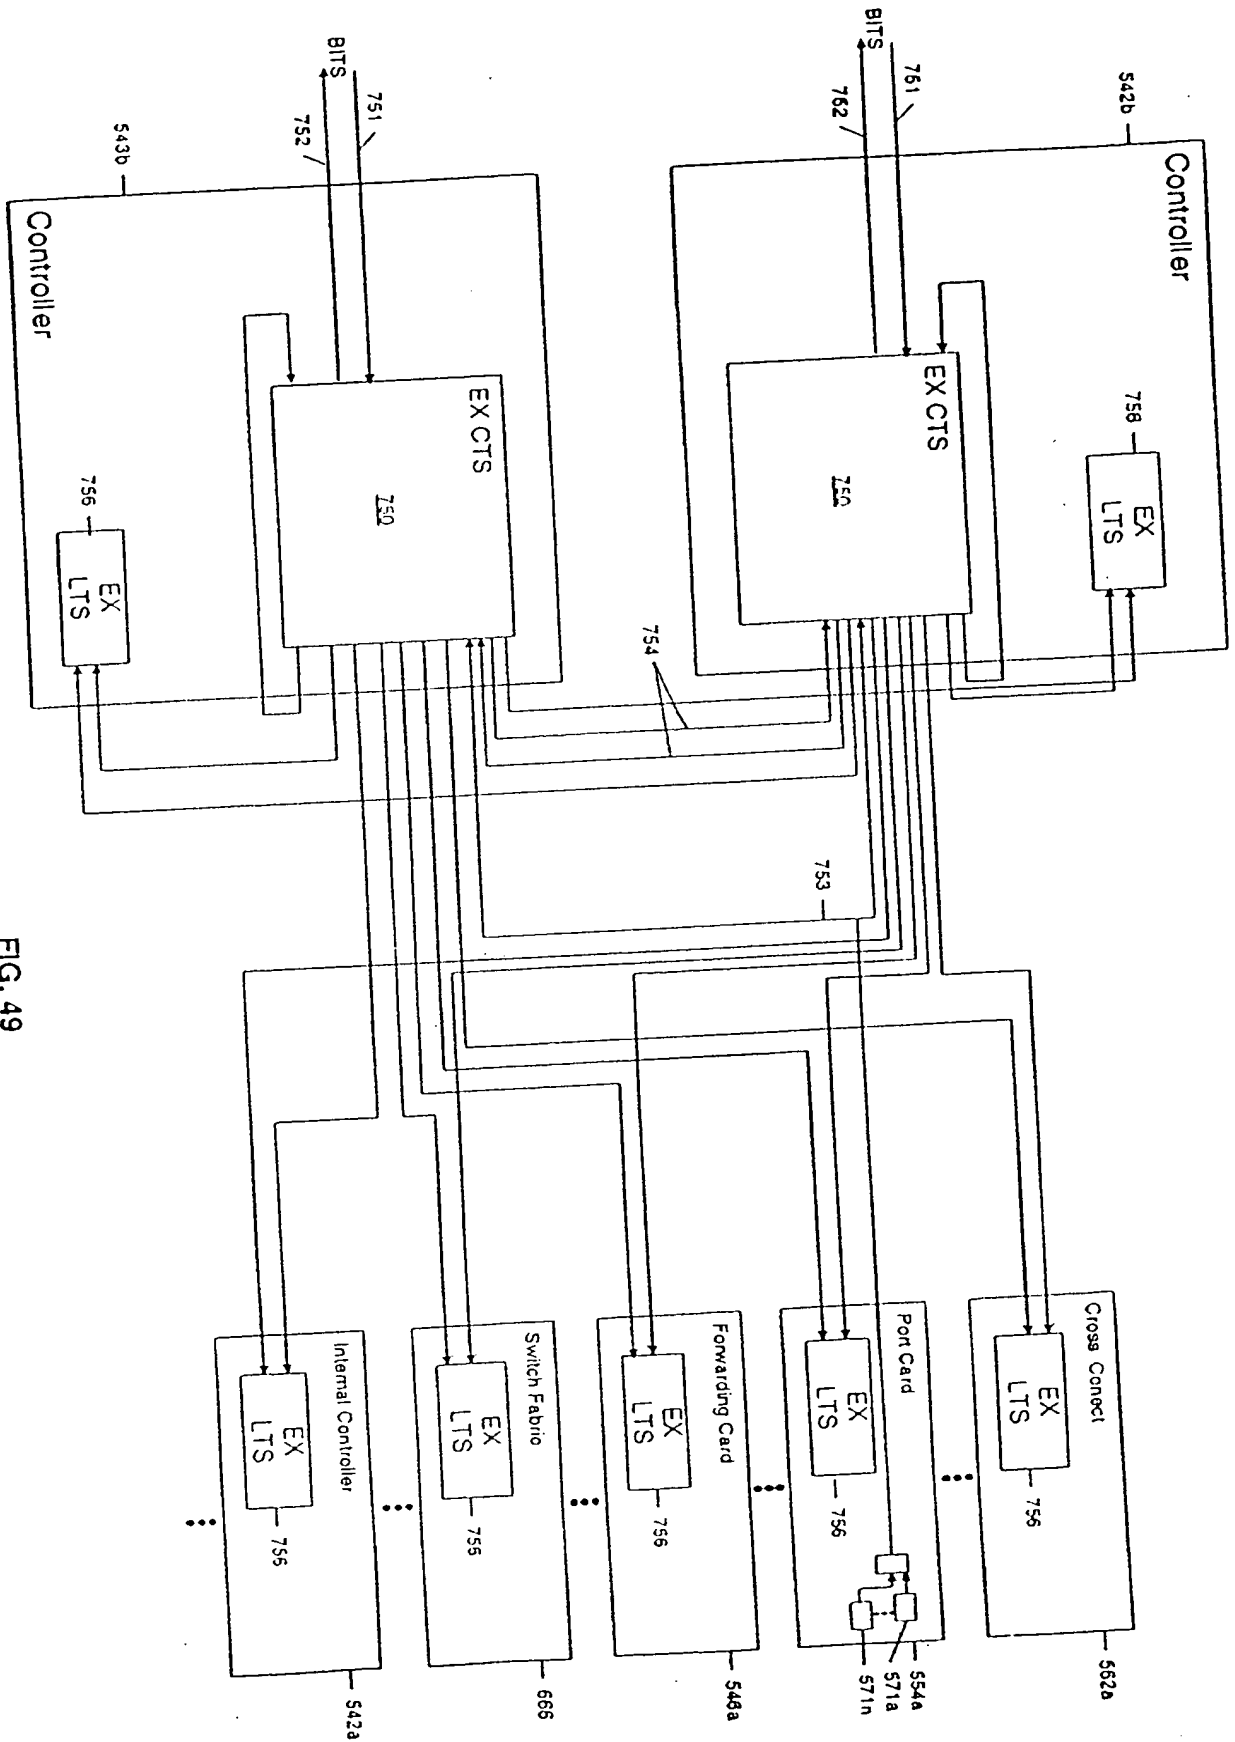 BITS
761
762
542b
Controller
EX CTS
750
758
EX
LTS
BITS
751
752
543b
Controller
EX CTS
750
756
EX
LTS
754
753
Cross Conect
EX
LTS
756
562a
Port Card
EX
LTS
756
554a
571a
571n
Forwarding Card
EX
LTS
756
546a
Switch Fabric
EX
LTS
755
666
Internal Controller
EX
LTS
756
542a
FIG. 49